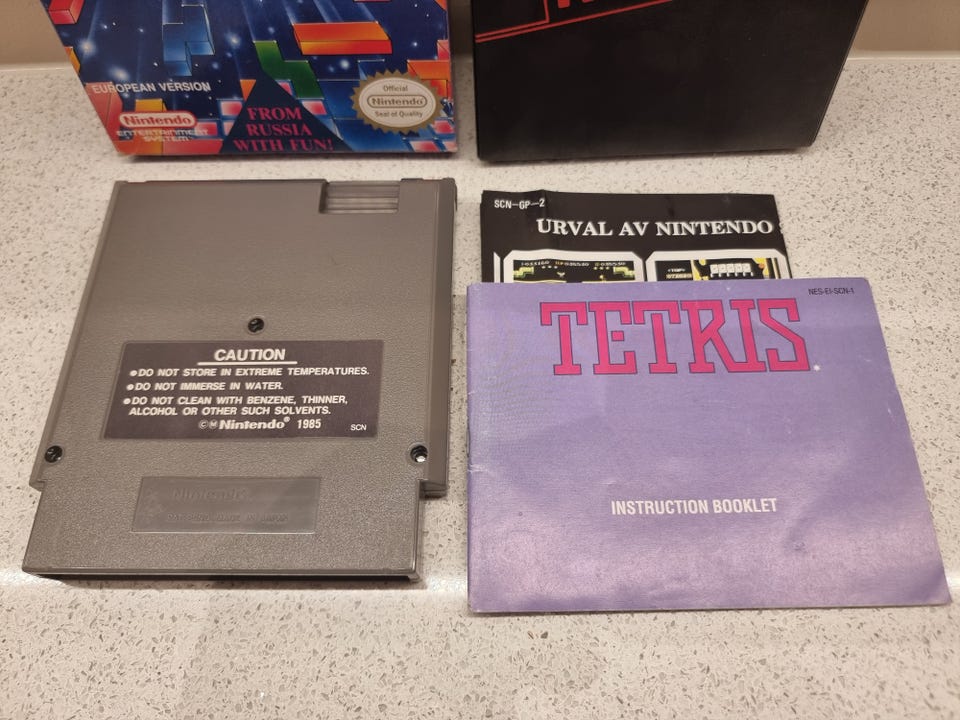 EUROPEAN VERSION
Nintendo
ENTERTAINMENT
SYSTEM
FROM
RUSSIA
WITH FUN!
Official
Nintendo
Seal of Quality
SCN-GP-2
URVAL AV NINTENDO
TETRIS
NES-EI-SCN-1
INSTRUCTION BOOKLET
CAUTION
●DO NOT STORE IN EXTREME TEMPERATURES.
●DO NOT IMMERSE IN WATER.
●DO NOT CLEAN WITH BENZENE, THINNER,
ALCOHOL OR OTHER SUCH SOLVENTS.
©Ⓜ Nintendo® 1985
SCN
Nintendo